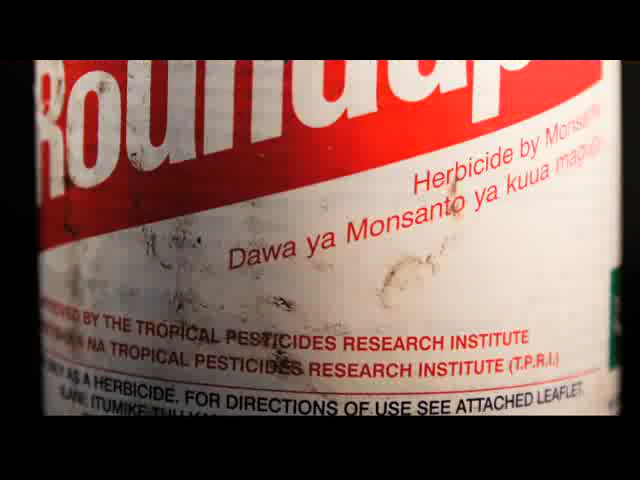 Roundup
Herbicide by Monsanto
Dawa ya Monsanto ya kuua magugu
BY THE TROPICAL PESTICIDES RESEARCH INSTITUTE
NA TROPICAL PESTICIDES RESEARCH INSTITUTE (T.P.R.I.)
AS A HERBICIDE. FOR DIRECTIONS OF USE SEE ATTACHED LEAFLET.
ITUMIKE TUU